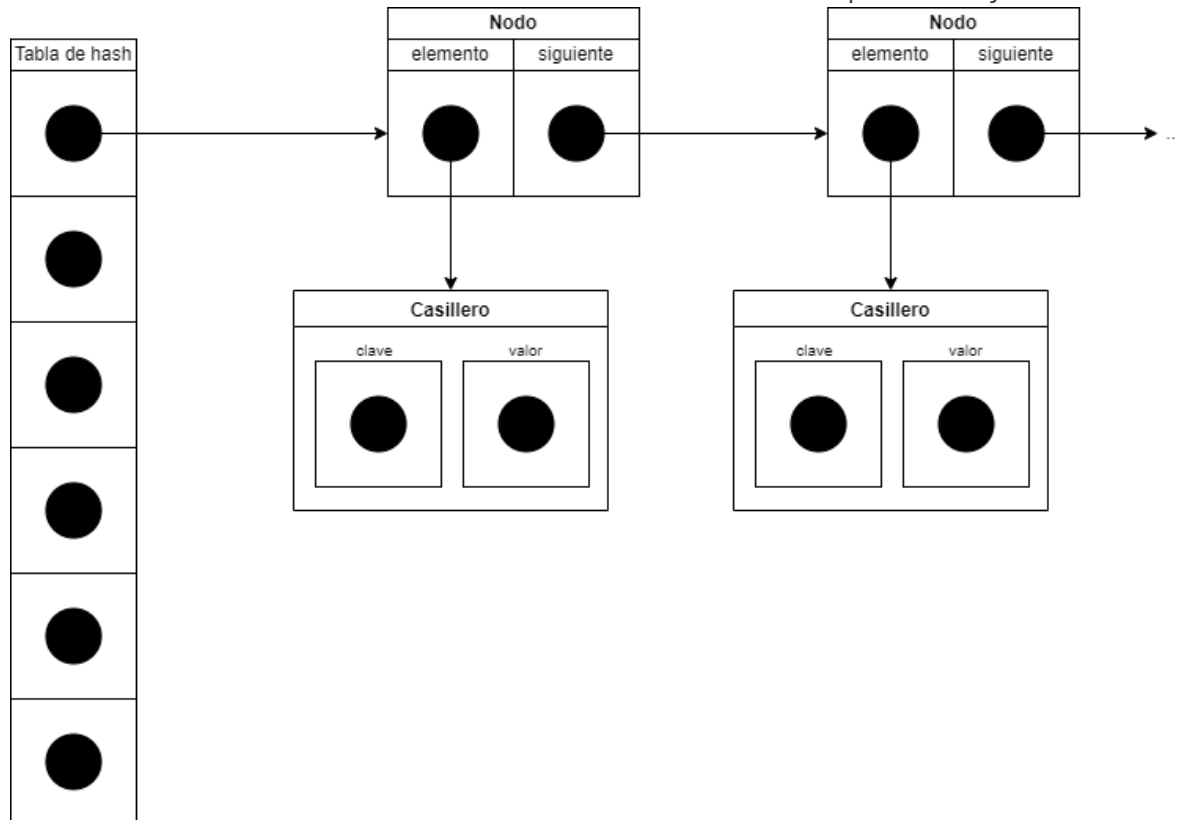 Nodo
Nodo
Tabla de hash
elemento
siguiente
elemento
siguiente
..
Casillero
Casillero
clave
valor
clave
valor